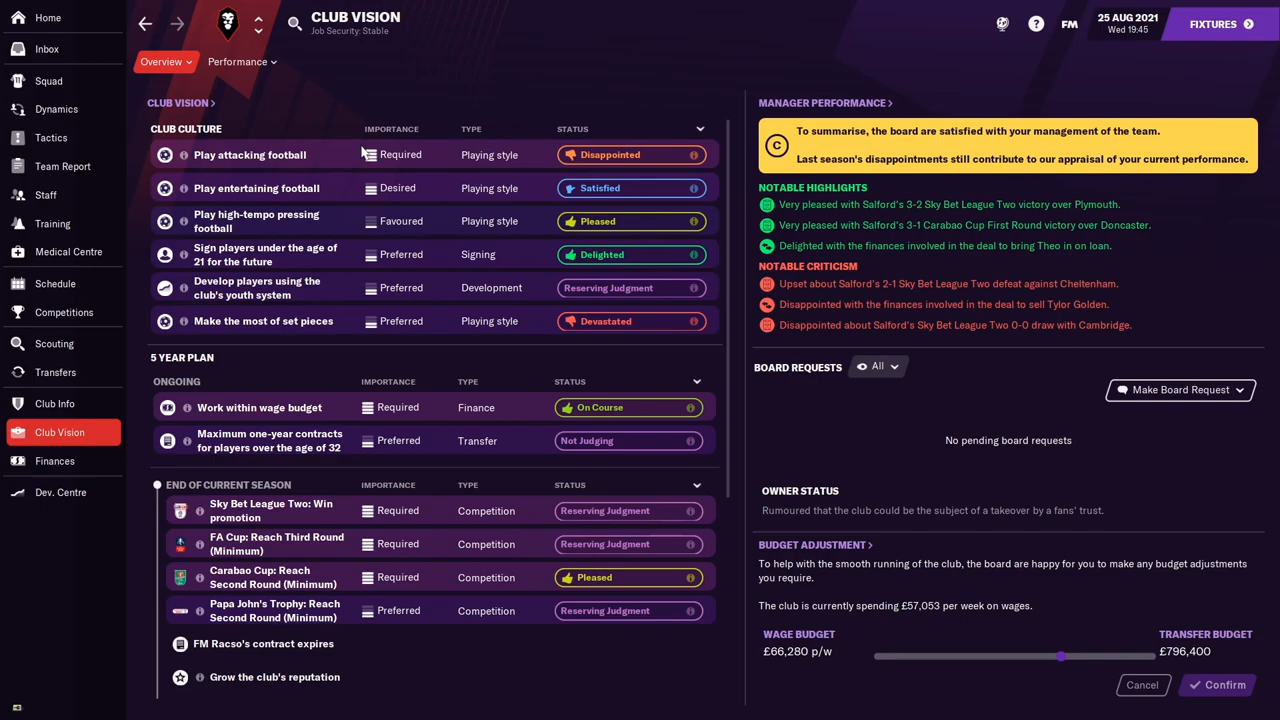 Home
Inbox
Squad
Dynamics
Tactics
Team Report
Staff
Training
Medical Centre
Schedule
Competitions
Scouting
Transfers
Club Info
Club Vision
Finances
Dev. Centre
CLUB VISION
Job Security: Stable
FM
25 AUG 2021
Wed 19:45
FIXTURES
Overview
Performance
CLUB VISION
CLUB CULTURE IMPORTANCE TYPE STATUS
Play attacking football Required Playing style Disappointed
Play entertaining football Desired Playing style Satisfied
Play high-tempo pressing
football Favoured Playing style Pleased
Sign players under the age of
21 for the future Preferred Signing Delighted
Develop players using the
club's youth system Preferred Development Reserving Judgment
Make the most of set pieces Preferred Playing style Devastated
5 YEAR PLAN
ONGOING IMPORTANCE TYPE STATUS
Work within wage budget Required Finance On Course
Maximum one-year contracts
for players over the age of 32 Preferred Transfer Not Judging
END OF CURRENT SEASON IMPORTANCE TYPE STATUS
Sky Bet League Two: Win
promotion Required Competition Reserving Judgment
FA Cup: Reach Third Round
(Minimum) Required Competition Reserving Judgment
Carabao Cup: Reach
Second Round (Minimum) Required Competition Pleased
Papa John's Trophy: Reach
Second Round (Minimum) Preferred Competition Reserving Judgment
FM Racso's contract expires
Grow the club's reputation
MANAGER PERFORMANCE
C
To summarise, the board are satisfied with your management of the team.
Last season's disappointments still contribute to our appraisal of your current performance.
NOTABLE HIGHLIGHTS
Very pleased with Salford's 3-2 Sky Bet League Two victory over Plymouth.
Very pleased with Salford's 3-1 Carabao Cup First Round victory over Doncaster.
Delighted with the finances involved in the deal to bring Theo in on loan.
NOTABLE CRITICISM
Upset about Salford's 2-1 Sky Bet League Two defeat against Cheltenham.
Disappointed with the finances involved in the deal to sell Tylor Golden.
Disappointed about Salford's Sky Bet League Two 0-0 draw with Cambridge.
BOARD REQUESTS All
Make Board Request
No pending board requests
OWNER STATUS
Rumoured that the club could be the subject of a takeover by a fans' trust.
BUDGET ADJUSTMENT
To help with the smooth running of the club, the board are happy for you to make any budget adjustments
you require.
The club is currently spending £57,053 per week on wages.
WAGE BUDGET
£66,280 p/w
TRANSFER BUDGET
£796,400
Cancel
Confirm